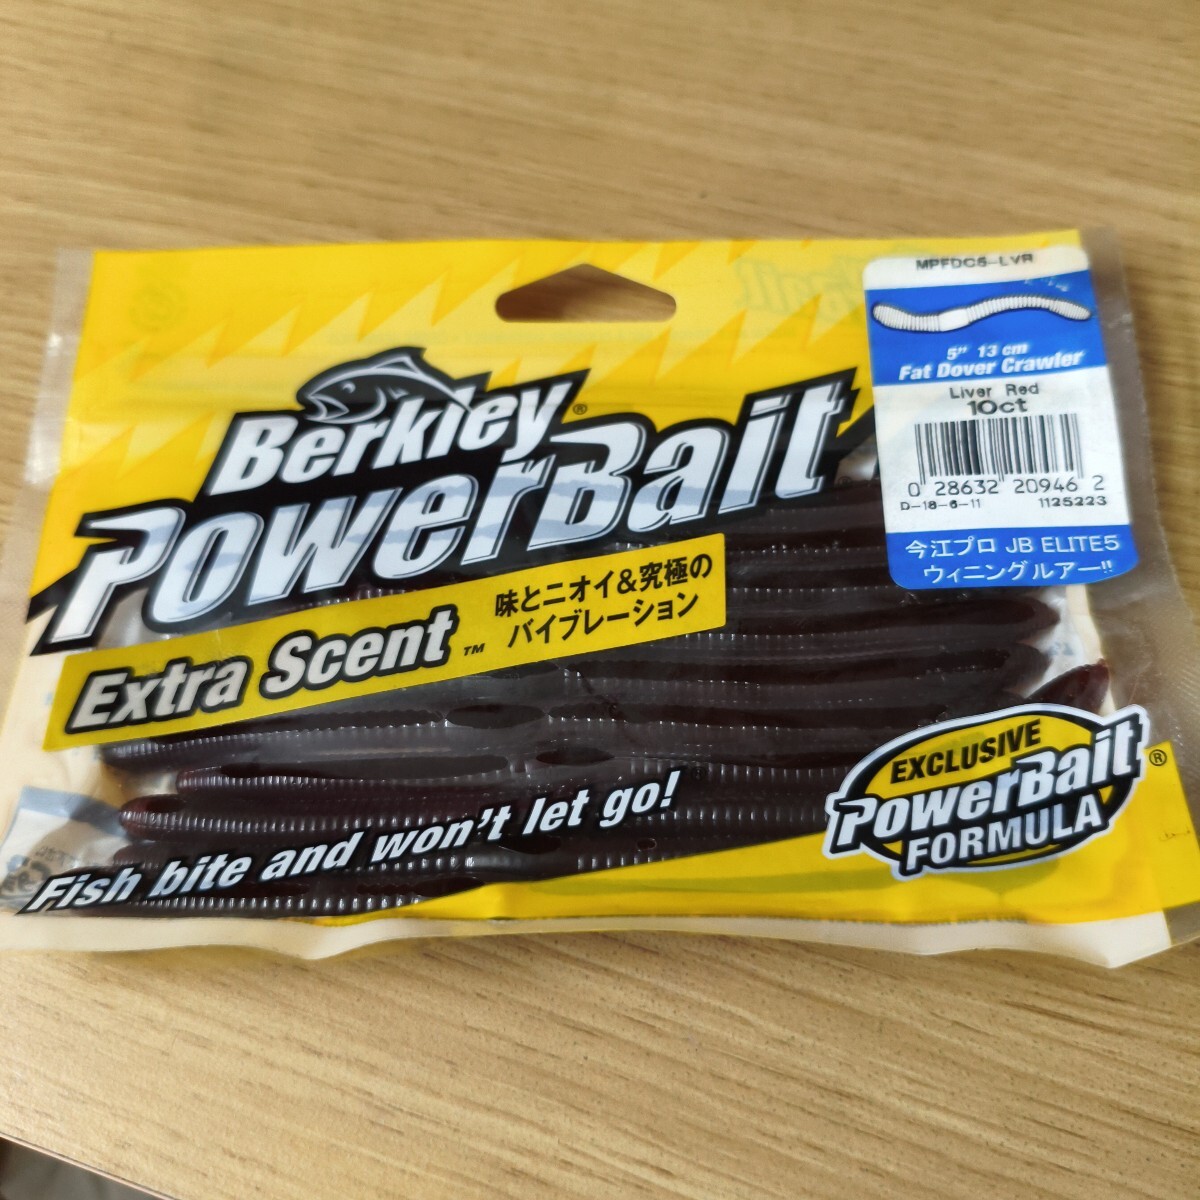 MPFDC5-LVR
5" 13 cm
Fat Dover Crawler
Liver Red
10ct
0 28632 20946 2
D-18-6-11 1125223
今江プロ JB ELITE5
ウィニングルアー!!
Berkley®
PowerBait
Extra Scent™
味とニオイ&究極の
バイブレーション
Fish bite and won't let go!
EXCLUSIVE
PowerBait®
FORMULA